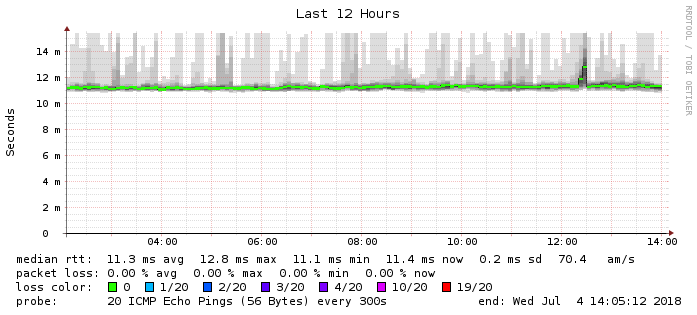 Last 12 Hours
RRDTOOL / TOBI OETIKER
Seconds
14 m
12 m
10 m
8 m
6 m
4 m
2 m
0
04:00 06:00 08:00 10:00 12:00 14:00
median rtt: 11.3 ms avg 12.8 ms max 11.1 ms min 11.4 ms now 0.2 ms sd 70.4 am/s
packet loss: 0.00 % avg 0.00 % max 0.00 % min 0.00 % now
loss color: 0 1/20 2/20 3/20 4/20 10/20 19/20
probe: 20 ICMP Echo Pings (56 Bytes) every 300s end: Wed Jul 4 14:05:12 2018